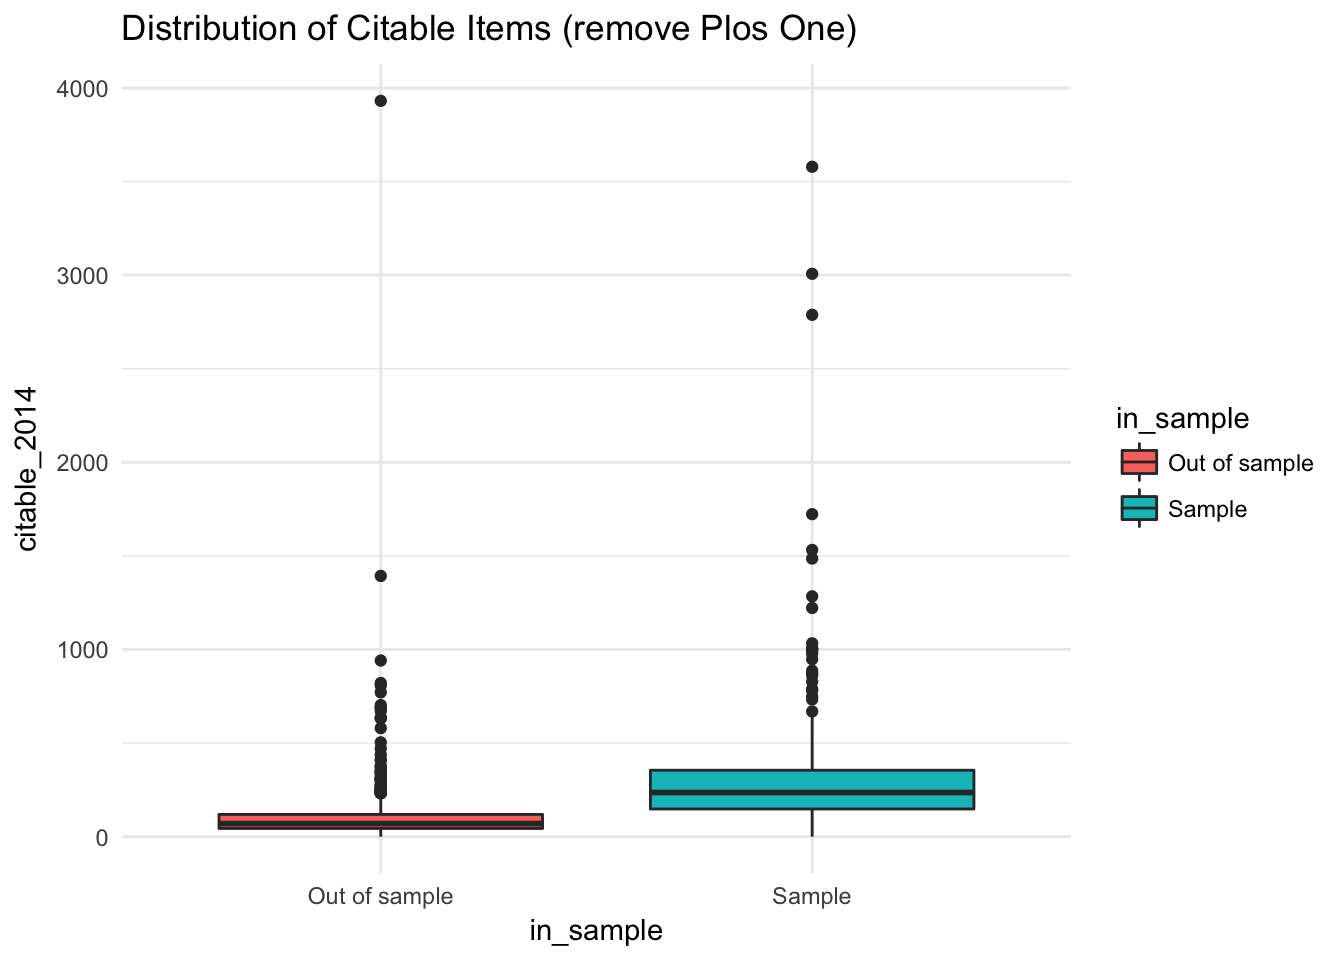 Distribution of Citable Items (remove Plos One)
4000
3000
2000
1000
0
citable_2014
Out of sample
Sample
in_sample
in_sample
Out of sample
Sample